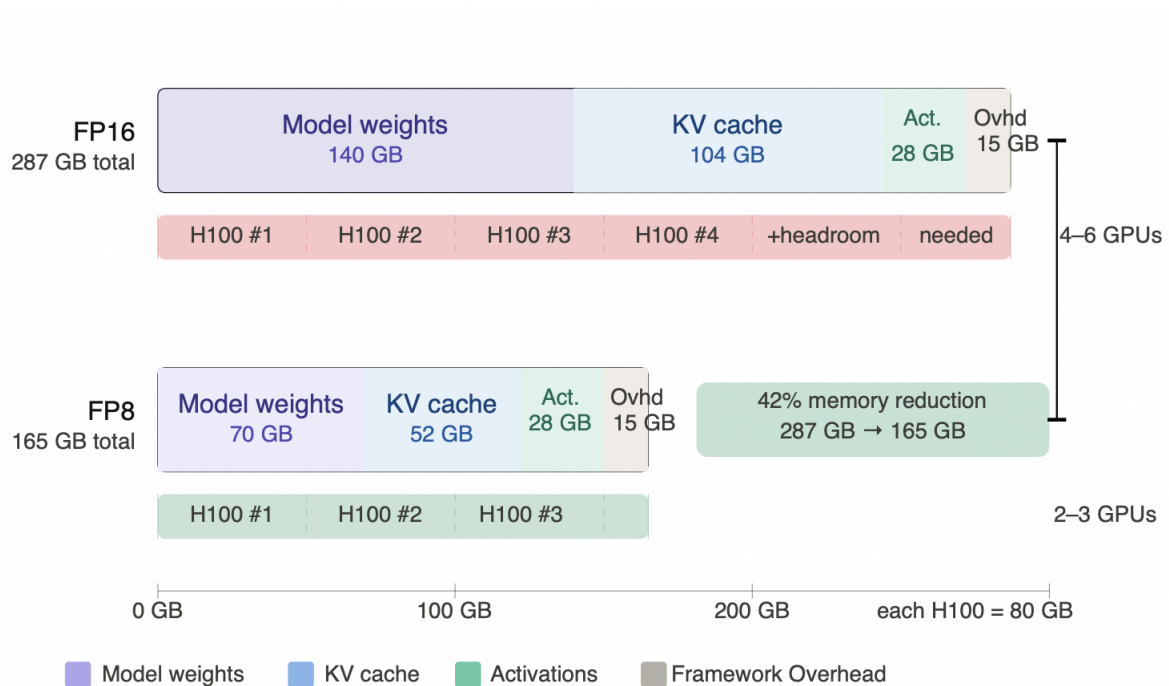 FP16
287 GB total
Model weights
140 GB
KV cache
104 GB
Act.
28 GB
Ovhd
15 GB
H100 #1
H100 #2
H100 #3
H100 #4
+headroom
needed
4–6 GPUs
FP8
165 GB total
Model weights
70 GB
KV cache
52 GB
Act.
28 GB
Ovhd
15 GB
42% memory reduction
287 GB → 165 GB
H100 #1
H100 #2
H100 #3
2–3 GPUs
0 GB
100 GB
200 GB
each H100 = 80 GB
Model weights
KV cache
Activations
Framework Overhead